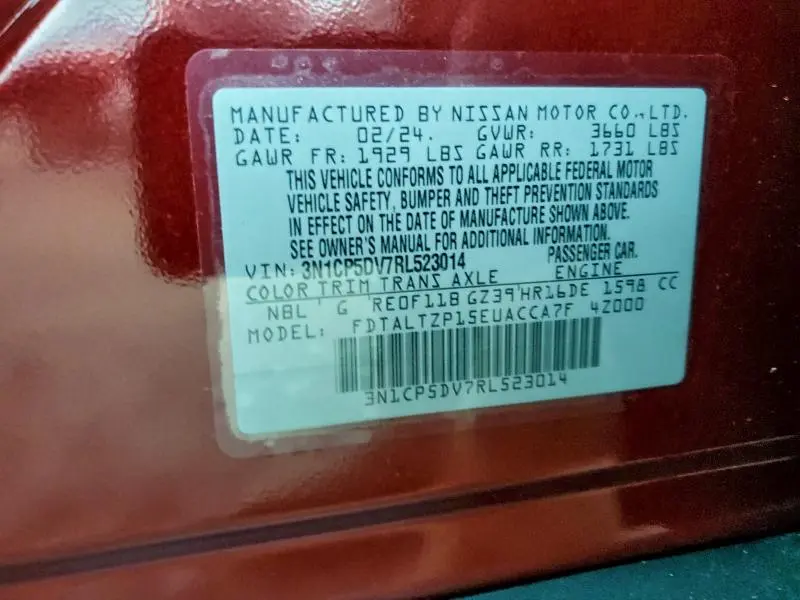 MANUFACTURED BY NISSAN MOTOR CO., LTD.
DATE: 02/24. GVWR: 3660 LBS
GAWR FR: 1929 LBS GAWR RR: 1731 LBS
THIS VEHICLE CONFORMS TO ALL APPLICABLE FEDERAL MOTOR
VEHICLE SAFETY, BUMPER AND THEFT PREVENTION STANDARDS
IN EFFECT ON THE DATE OF MANUFACTURE SHOWN ABOVE.
SEE OWNER'S MANUAL FOR ADDITIONAL INFORMATION.
VIN: 3N1CP5DV7RL523014 PASSENGER CAR.
COLOR TRIM TRANS AXLE ENGINE
NBL ' G ' RE0F11B GZ39'HR16DE 1598 CC
MODEL: FDTALTZP15EUACCA7F 4Z000
3N1CP5DV7RL523014